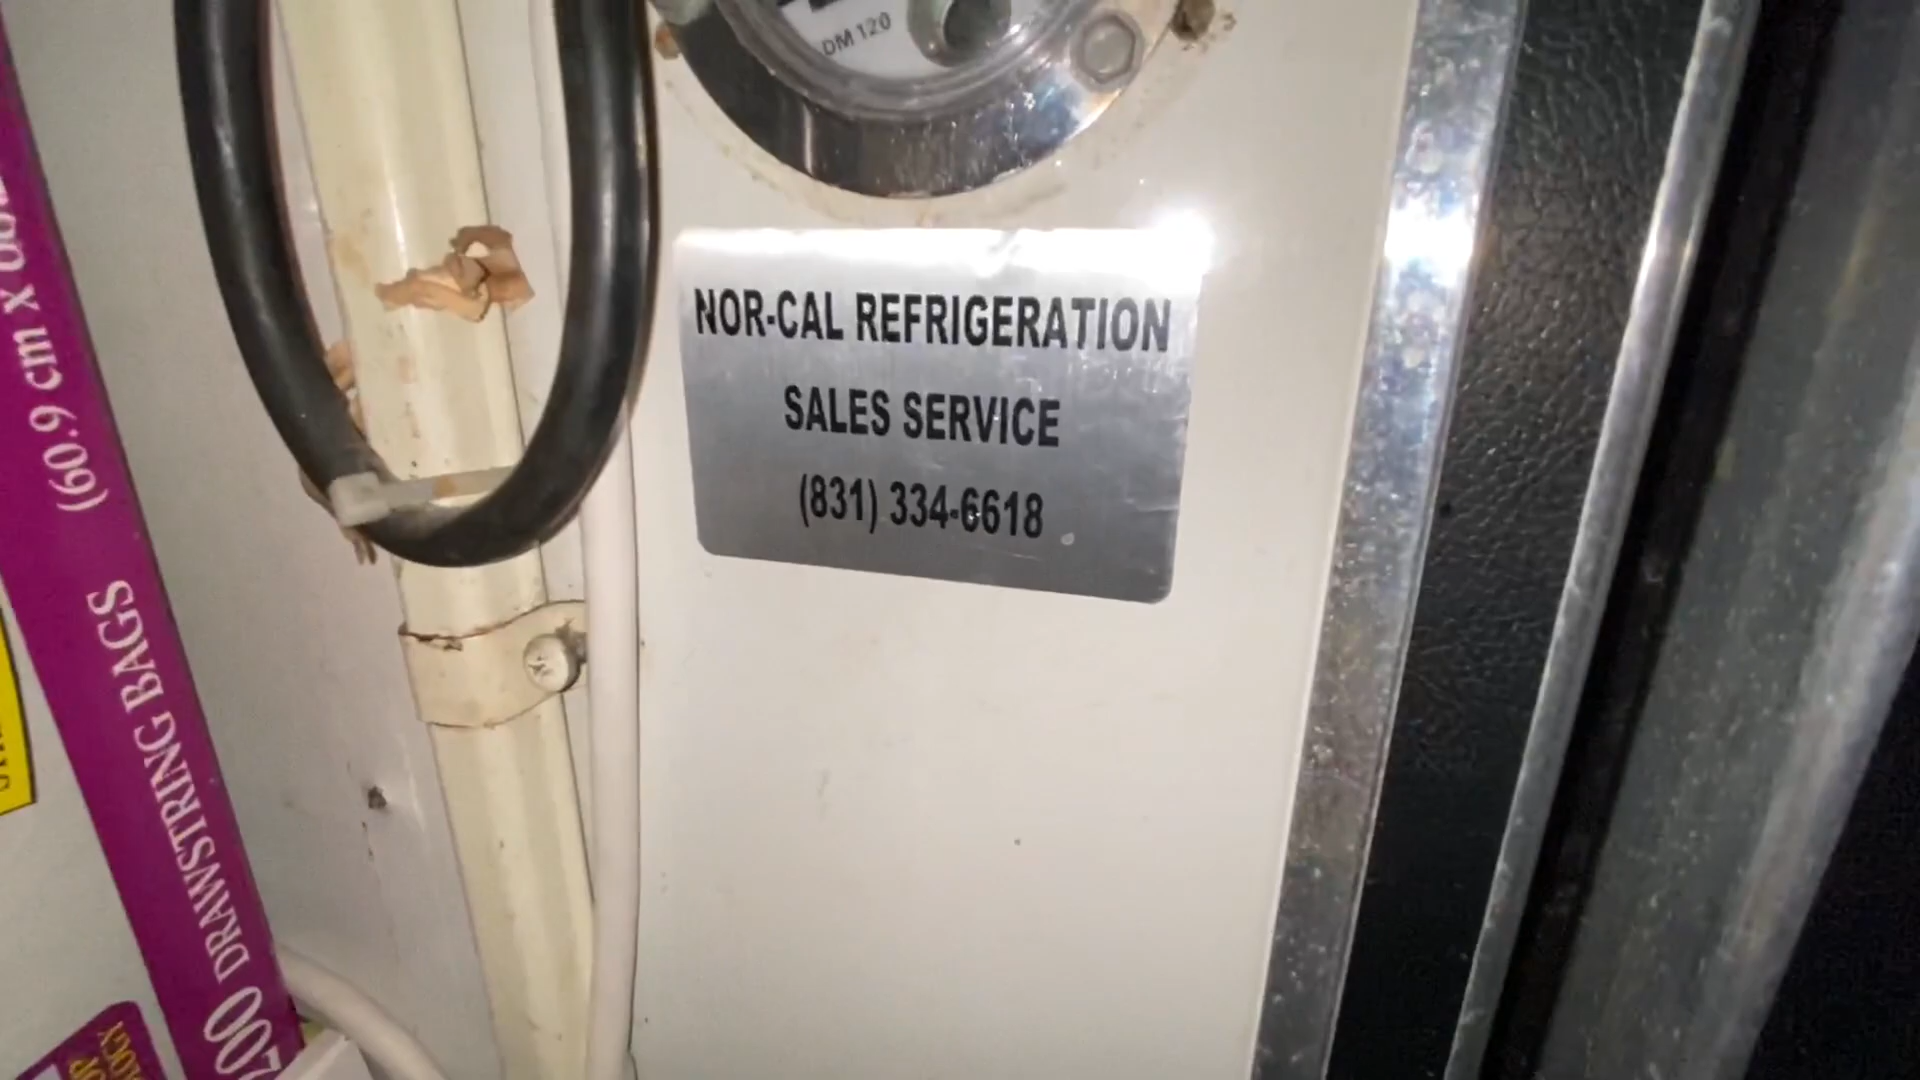 DM 120
NOR-CAL REFRIGERATION
SALES SERVICE
(831) 334-6618
(60.9 cm X
200 DRAWSTRING BAGS